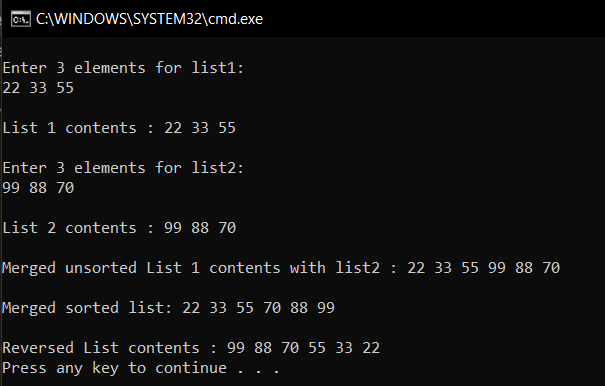 C:\WINDOWS\SYSTEM32\cmd.exe
Enter 3 elements for list1:
22 33 55
List 1 contents : 22 33 55
Enter 3 elements for list2:
99 88 70
List 2 contents : 99 88 70
Merged unsorted List 1 contents with list2 : 22 33 55 99 88 70
Merged sorted list: 22 33 55 70 88 99
Reversed List contents : 99 88 70 55 33 22
Press any key to continue . . .